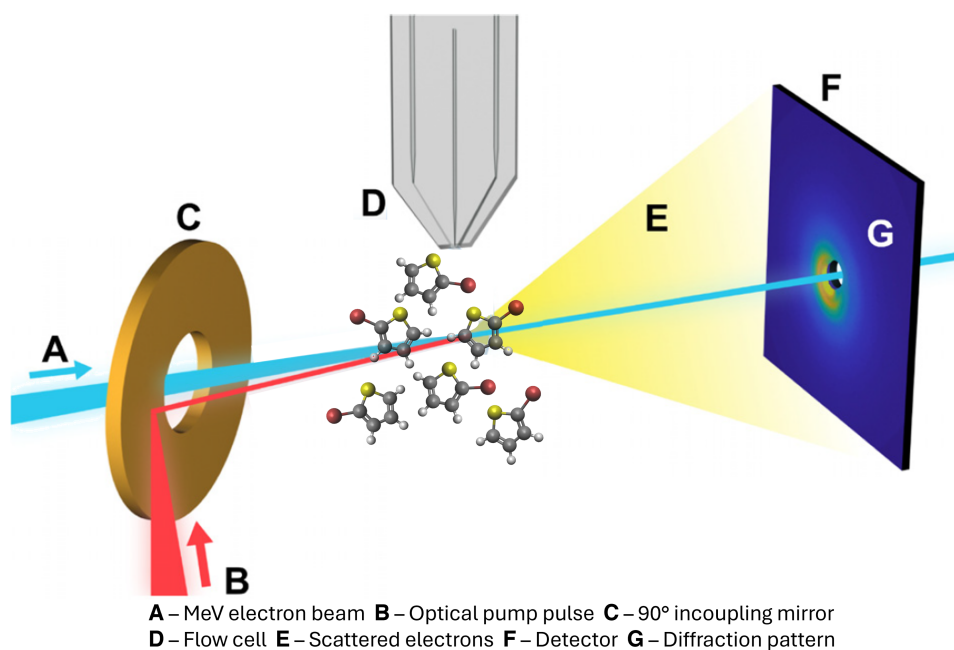 F
C
D
E
G
A
B
A – MeV electron beam B – Optical pump pulse C – 90° incoupling mirror
D – Flow cell E – Scattered electrons F – Detector G – Diffraction pattern